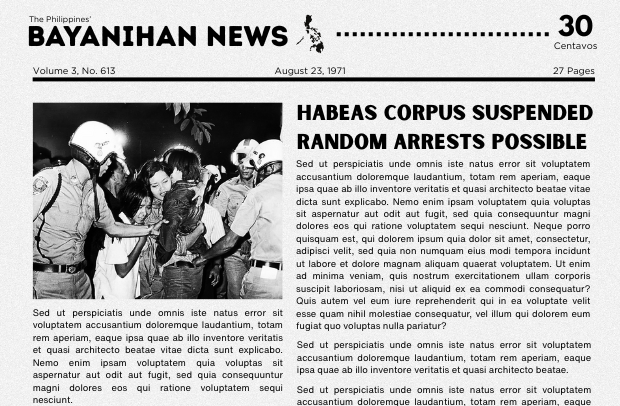 The Philippines'
BAYANIHAN NEWS
30
Centavos
Volume 3, No. 613
August 23, 1971
27 Pages
HABEAS CORPUS SUSPENDED
RANDOM ARRESTS POSSIBLE
Sed ut perspiciatis unde omnis iste natus error sit voluptatem
accusantium doloremque laudantium, totam rem aperiam, eaque
ipsa quae ab illo inventore veritatis et quasi architecto beatae vitae
dicta sunt explicabo. Nemo enim ipsam voluptatem quia voluptas
sit aspernatur aut odit aut fugit, sed quia consequuntur magni
dolores eos qui ratione voluptatem sequi nesciunt. Neque porro
quisquam est, qui dolorem ipsum quia dolor sit amet, consectetur,
adipisci velit, sed quia non numquam eius modi tempora incidunt
ut labore et dolore magnam aliquam quaerat voluptatem. Ut enim
ad minima veniam, quis nostrum exercitationem ullam corporis
suscipit laboriosam, nisi ut aliquid ex ea commodi consequatur?
Quis autem vel eum iure reprehenderit qui in ea voluptate velit
esse quam nihil molestiae consequatur, vel illum qui dolorem eum
fugiat quo voluptas nulla pariatur?
Sed ut perspiciatis unde omnis iste natus error sit voluptatem
accusantium doloremque laudantium, totam rem aperiam, eaque
ipsa quae ab illo inventore veritatis et quasi architecto beatae.
Sed ut perspiciatis unde omnis iste natus error sit voluptatem
accusantium doloremque laudantium, totam rem aperiam, eaque
Sed ut perspiciatis unde omnis iste natus error sit
voluptatem accusantium doloremque laudantium, totam
rem aperiam, eaque ipsa quae ab illo inventore veritatis
et quasi architecto beatae vitae dicta sunt explicabo.
Nemo enim ipsam voluptatem quia voluptas sit
aspernatur aut odit aut fugit, sed quia consequuntur
magni dolores eos qui ratione voluptatem sequi
nesciunt.